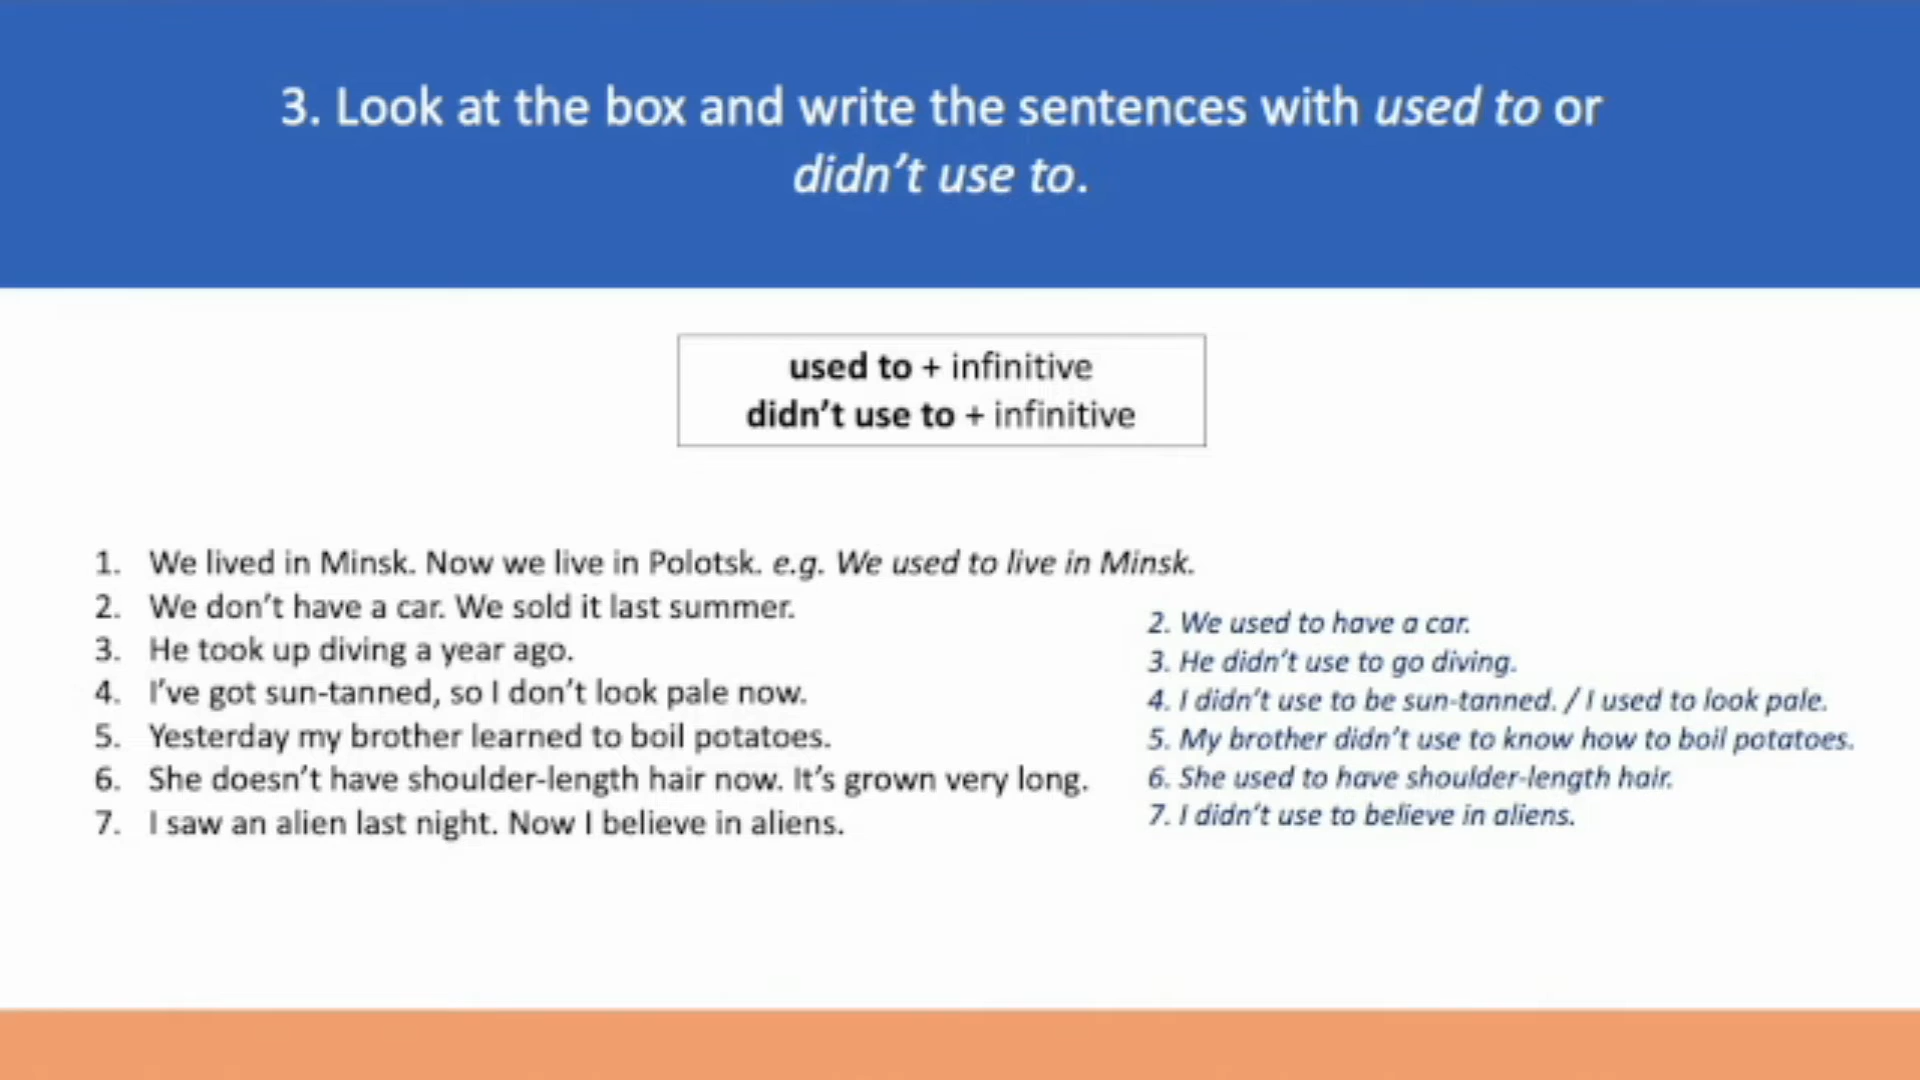 3. Look at the box and write the sentences with used to or
didn't use to.
used to + infinitive
didn't use to + infinitive
1. We lived in Minsk. Now we live in Polotsk. e.g. We used to live in Minsk.
2. We don't have a car. We sold it last summer.
3. He took up diving a year ago.
4. I've got sun-tanned, so I don't look pale now.
5. Yesterday my brother learned to boil potatoes.
6. She doesn't have shoulder-length hair now. It's grown very long.
7. I saw an alien last night. Now I believe in aliens.
2. We used to have a car.
3. He didn't use to go diving.
4. I didn't use to be sun-tanned. / I used to look pale.
5. My brother didn't use to know how to boil potatoes.
6. She used to have shoulder-length hair.
7. I didn't use to believe in aliens.